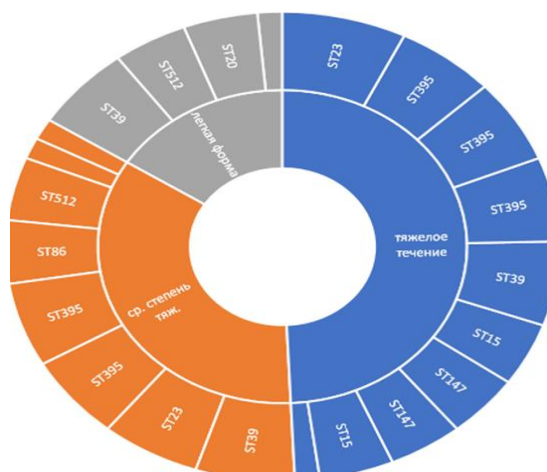 ST23
ST395
ST395
ST395
ST39
ST15
ST147
ST147
ST15
ST39
ST23
ST395
ST395
ST86
ST512
ST39
ST512
ST20
тяжелое
течение
ср. степень
тяж.
легкая форма